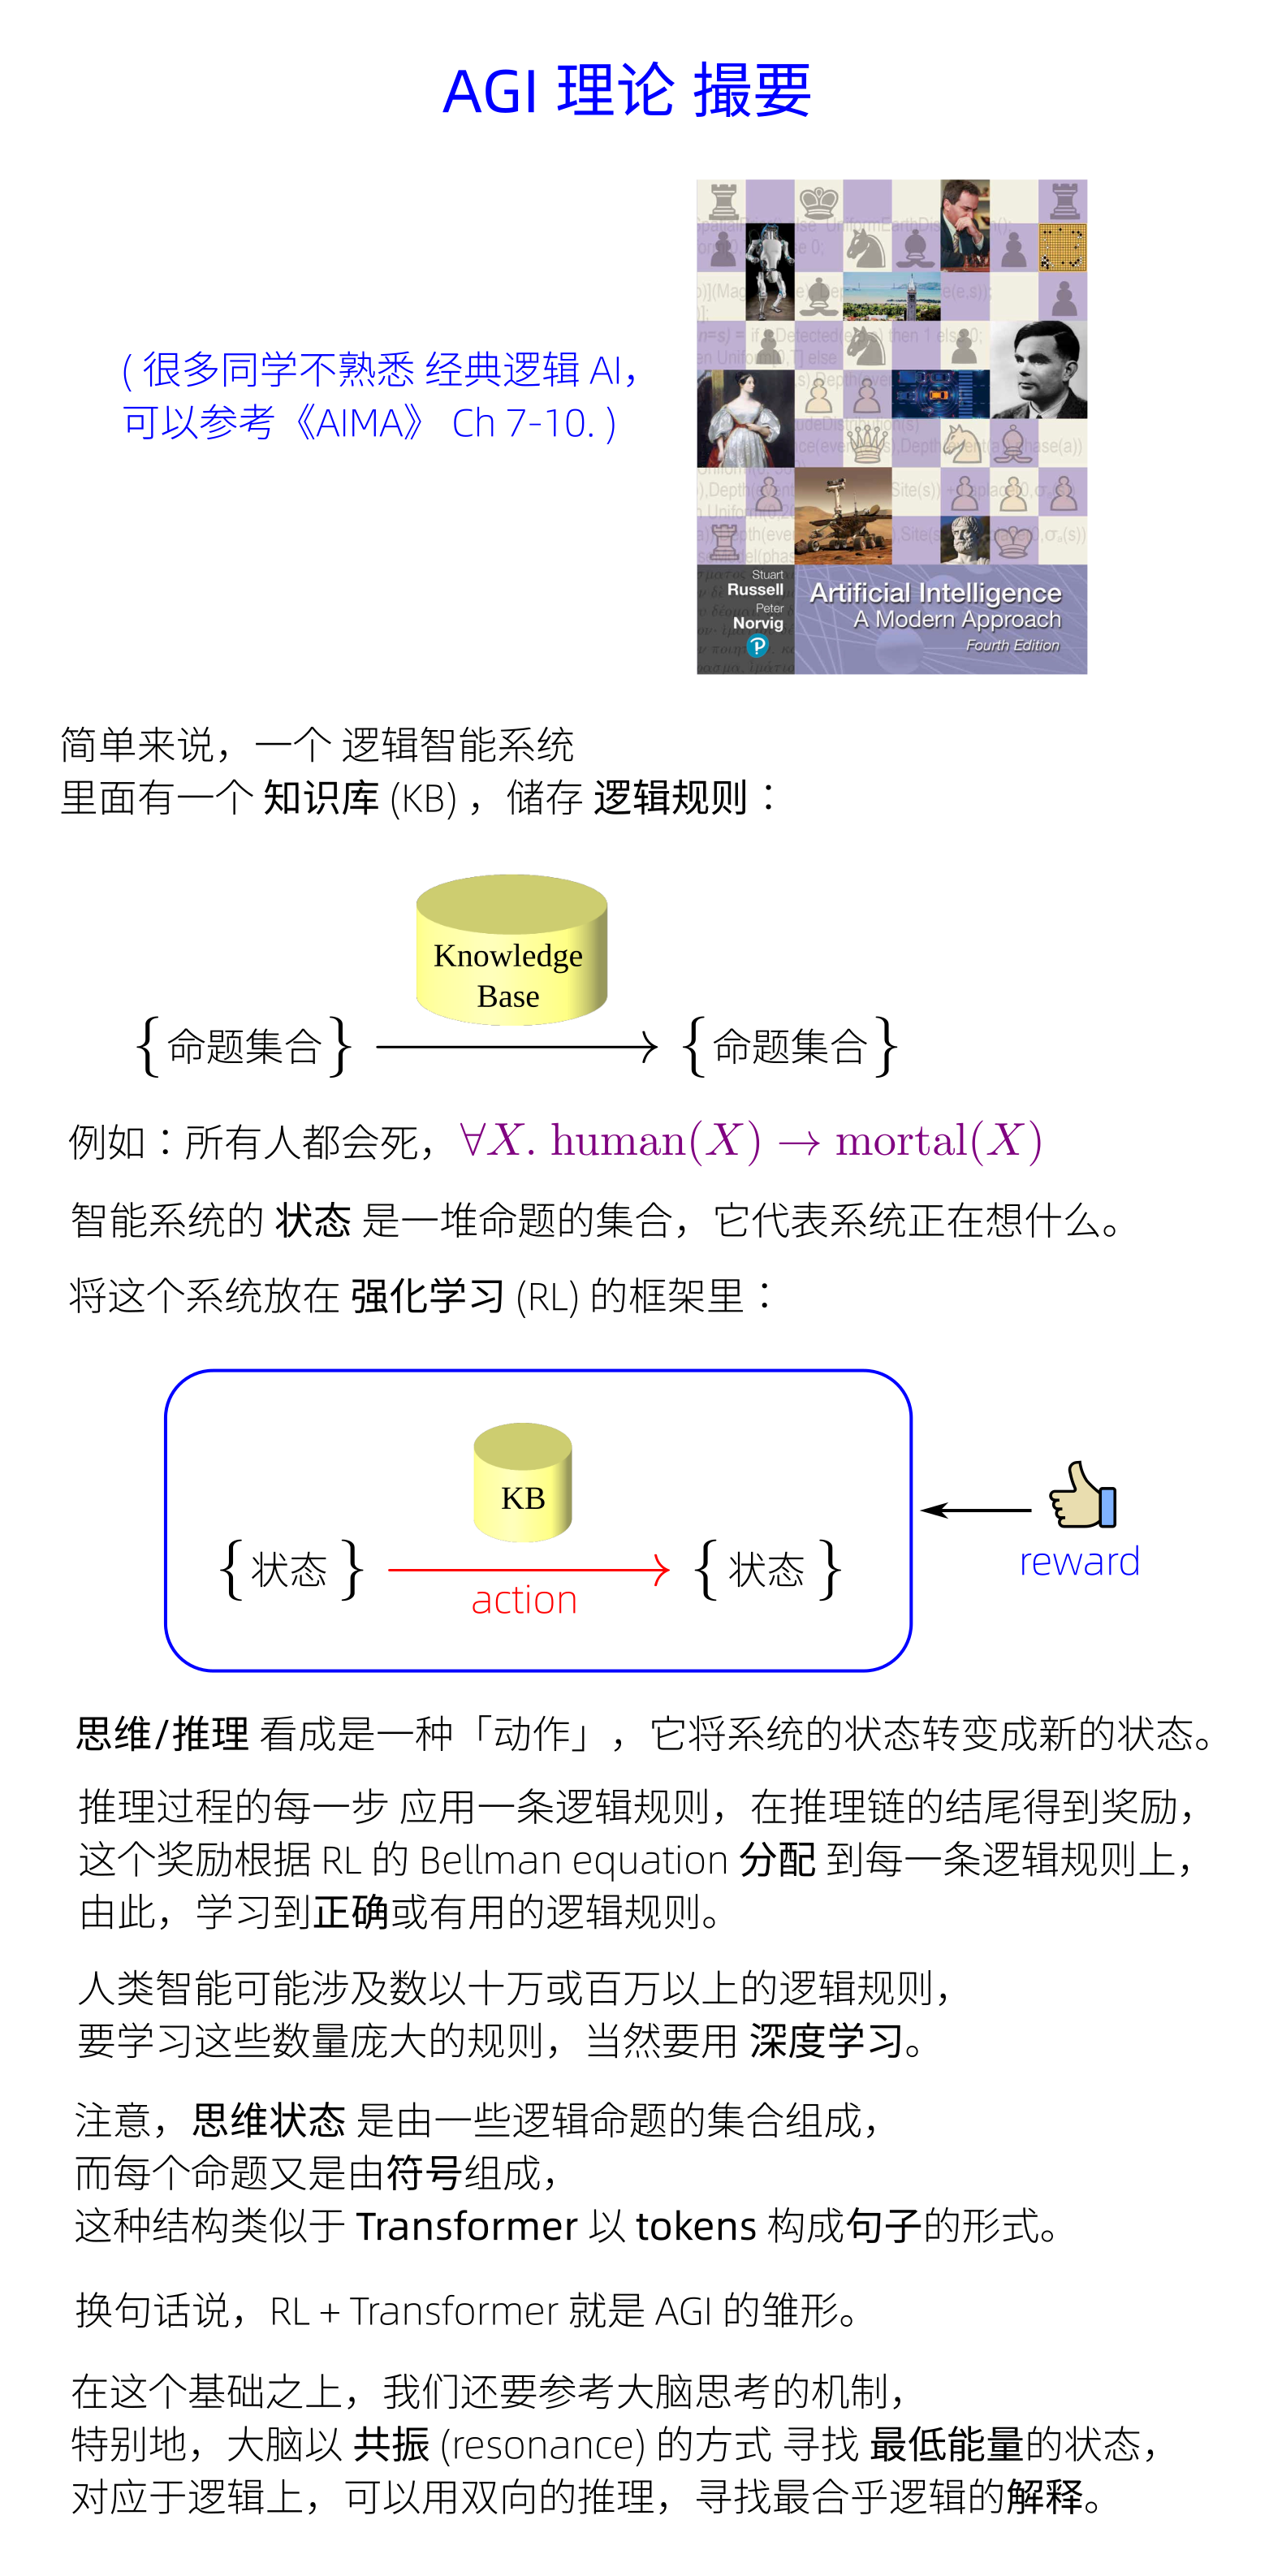 AGI 理论 撮要
( 很多同学不熟悉 经典逻辑 AI，
可以参考《AIMA》 Ch 7-10. )
Stuart
Russell
Peter
Norvig
P
Artificial Intelligence
A Modern Approach
Fourth Edition
简单来说，一个 逻辑智能系统
里面有一个 知识库 (KB) ，储存 逻辑规则：
Knowledge
Base
{命题集合} → {命题集合}
例如：所有人都会死，∀X. human(X) → mortal(X)
智能系统的 状态 是一堆命题的集合，它代表系统正在想什么。
将这个系统放在 强化学习 (RL) 的框架里：
KB
{状态} → {状态}
action
reward
思维/推理 看成是一种「动作」，它将系统的状态转变成新的状态。
推理过程的每一步 应用一条逻辑规则，在推理链的结尾得到奖励，
这个奖励根据 RL 的 Bellman equation 分配 到每一条逻辑规则上，
由此，学习到正确或有用的逻辑规则。
人类智能可能涉及数以十万或百万以上的逻辑规则，
要学习这些数量庞大的规则，当然要用 深度学习。
注意，思维状态 是由一些逻辑命题的集合组成，
而每个命题又是由符号组成，
这种结构类似于 Transformer 以 tokens 构成句子的形式。
换句话说，RL + Transformer 就是 AGI 的雏形。
在这个基础之上，我们还要参考大脑思考的机制，
特别地，大脑以 共振 (resonance) 的方式 寻找 最低能量的状态，
对应于逻辑上，可以用双向的推理，寻找最合乎逻辑的解释。